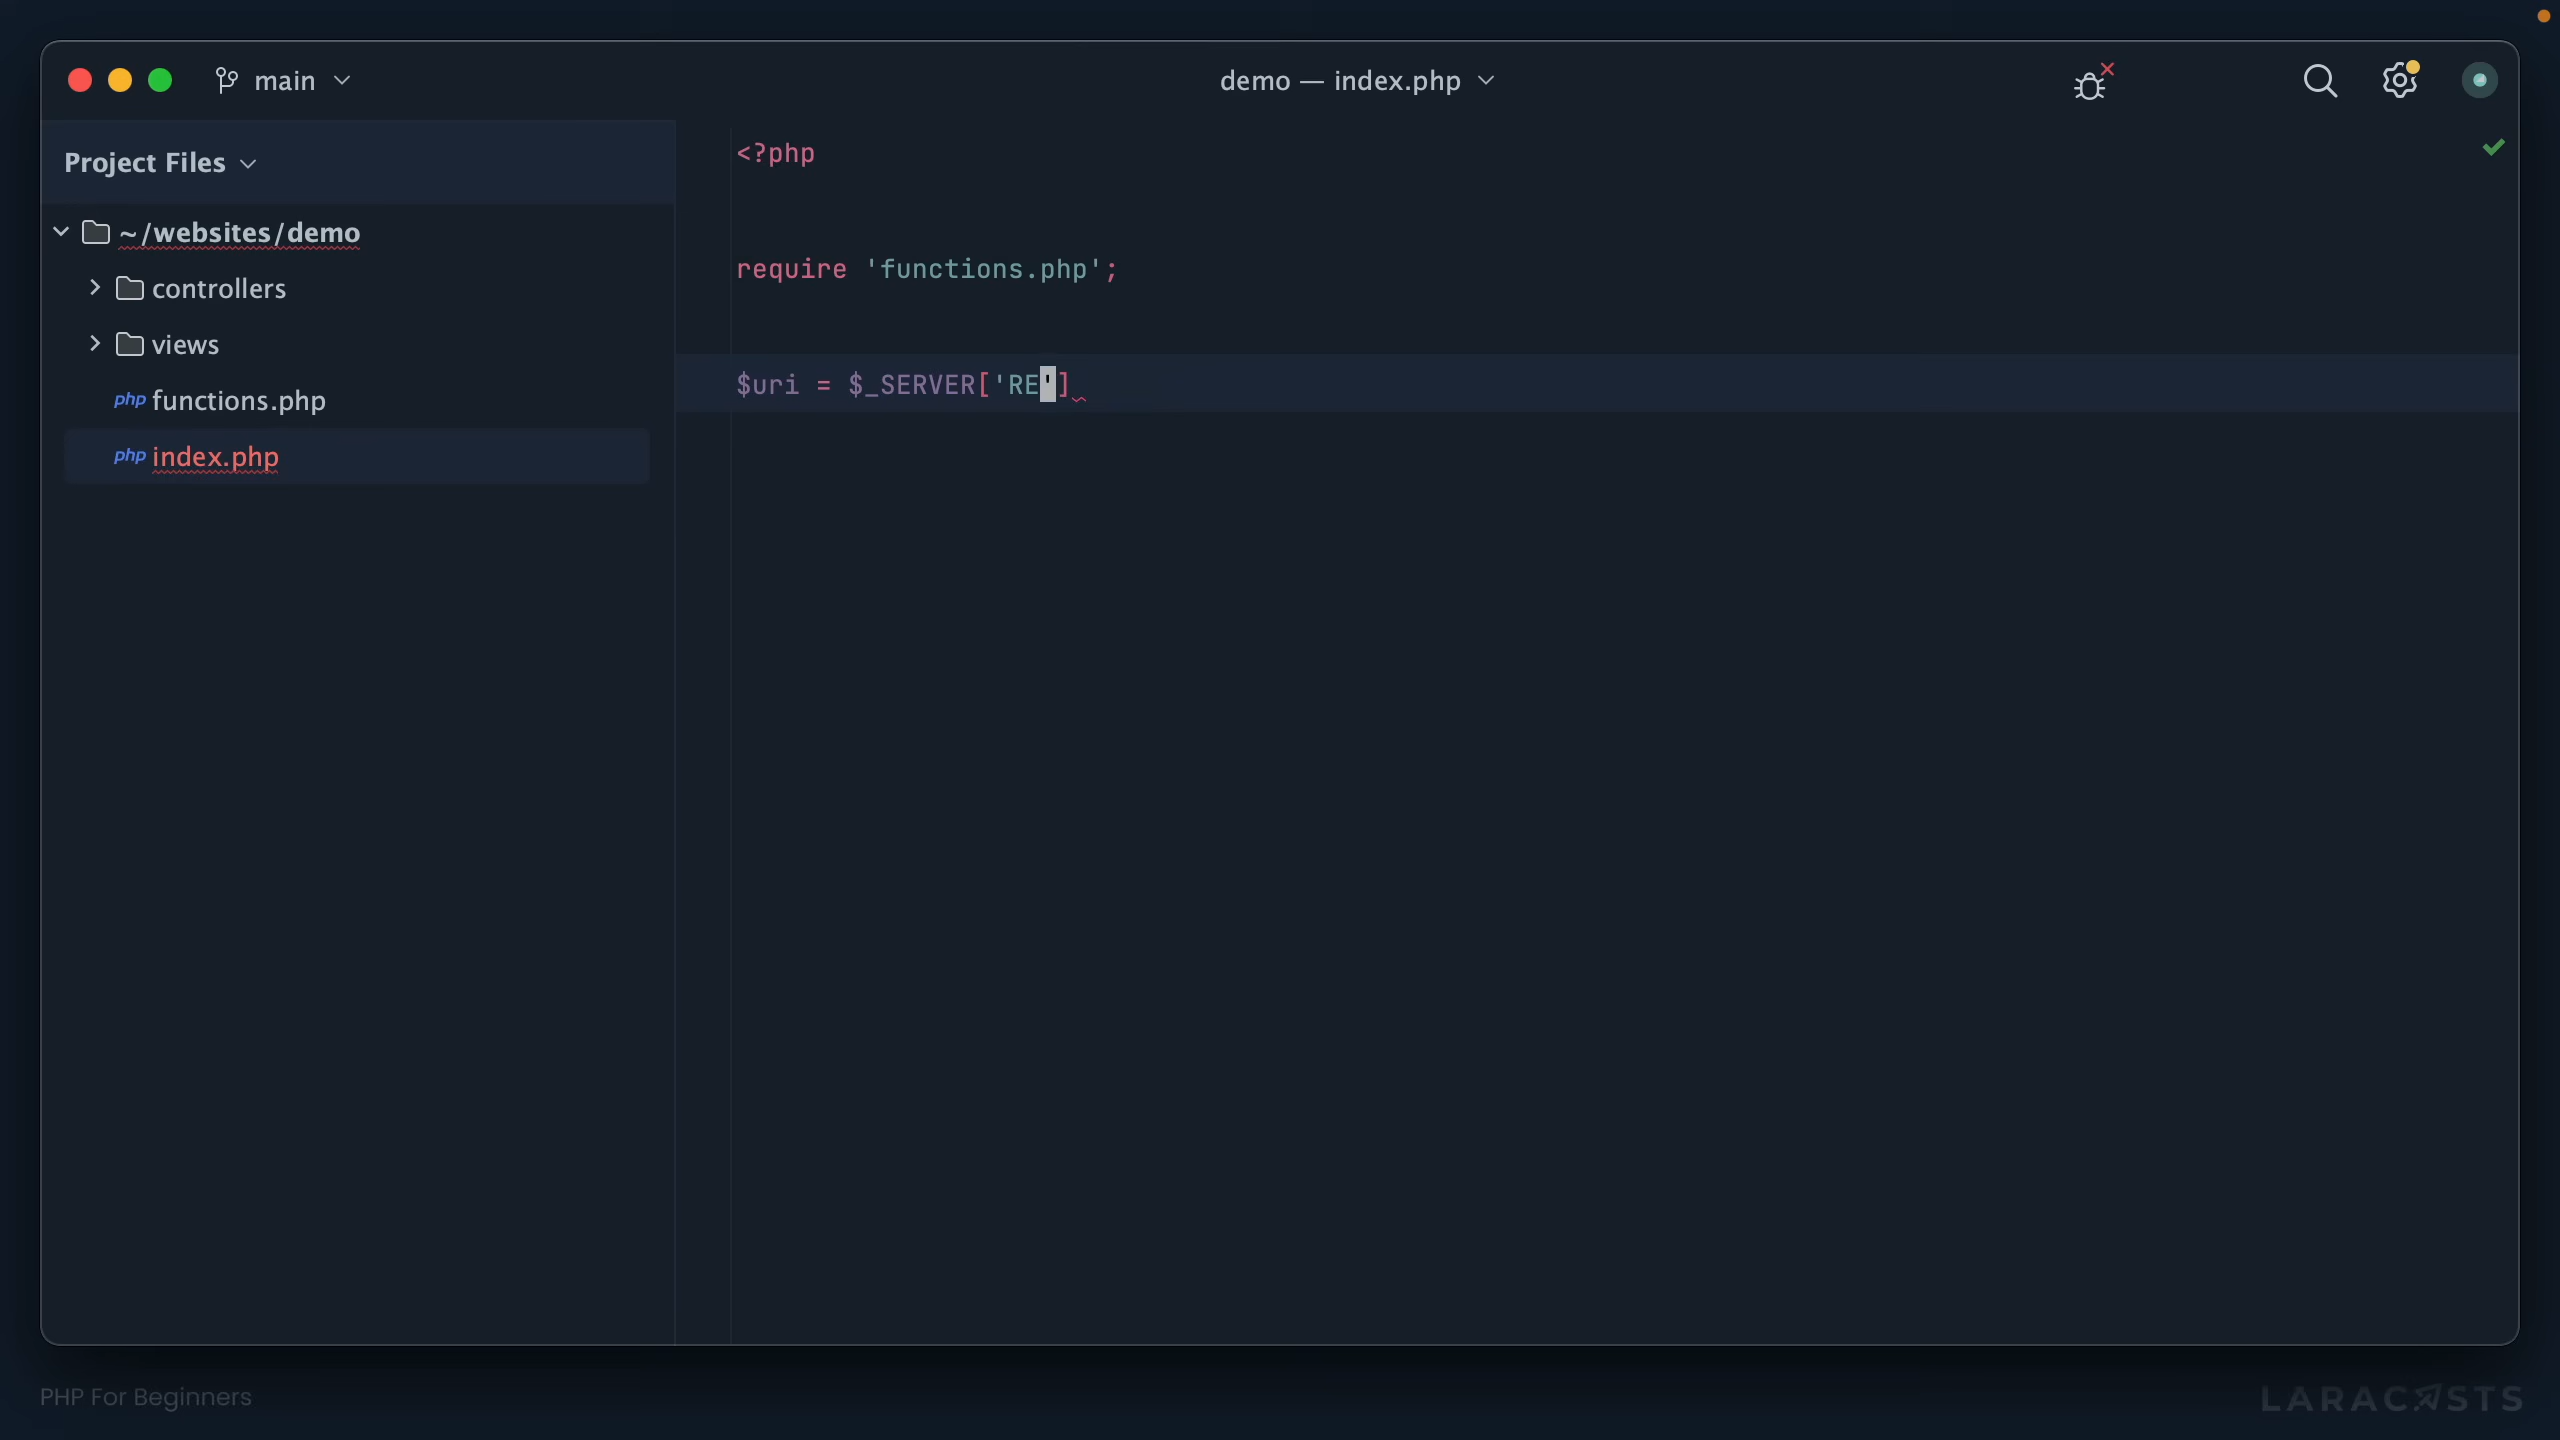 main
demo — index.php
Project Files
~/websites/demo
controllers
views
php functions.php
php index.php
<?php
require 'functions.php';
$uri = $_SERVER['RE']
PHP For Beginners
LARACASTS